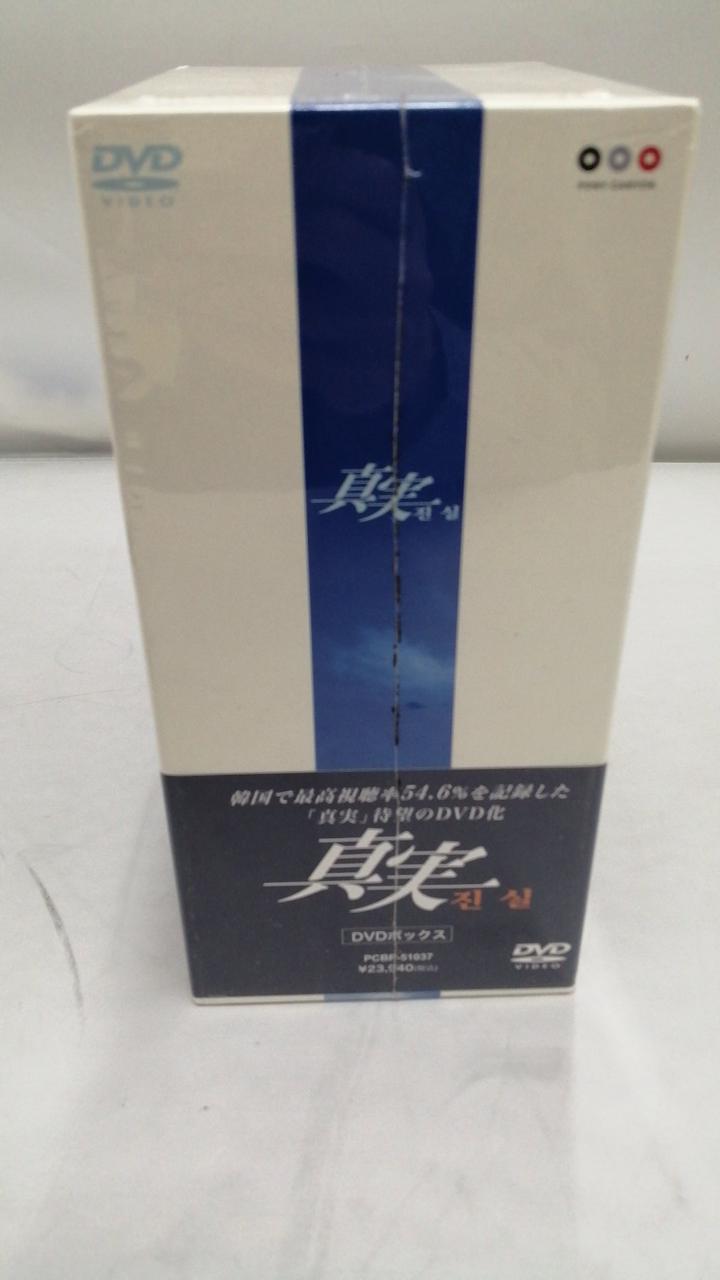 DVD
VIDEO
PONY CANYON
真実 진실
韓国で最高視聴率54.6%を記録した
「真実」待望のDVD化
真実 진실
DVDボックス
PCBP-51037
¥23,940(税込)
DVD
VIDEO